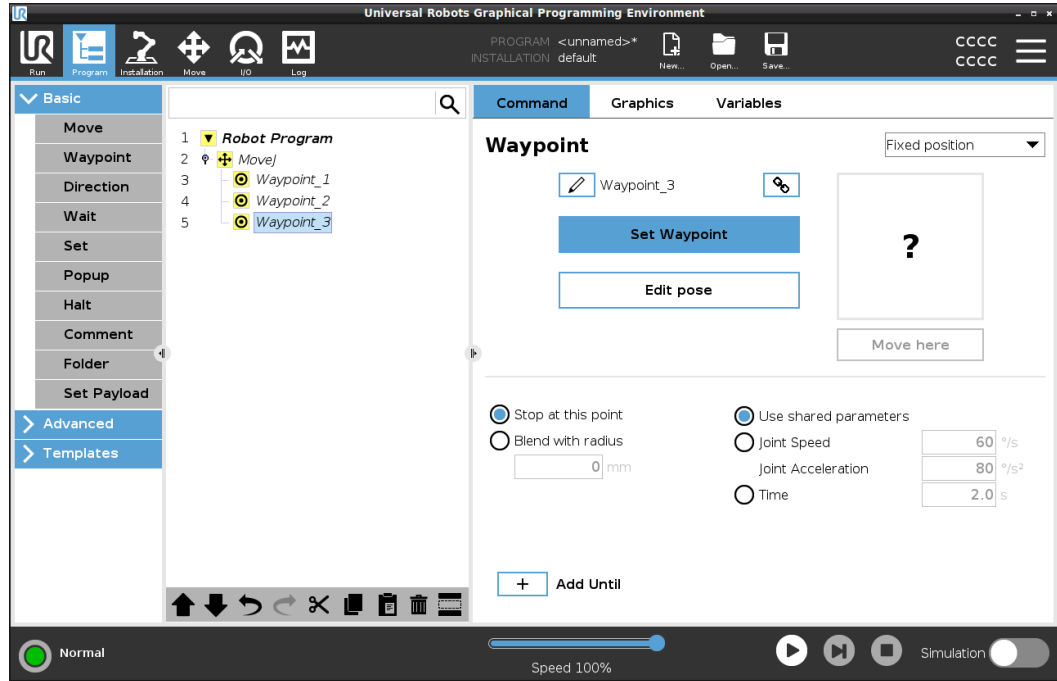 Universal Robots Graphical Programming Environment
UR
Run
Program
Installation
Move
I/O
Log
PROGRAM <unnamed>*
INSTALLATION default
New...
Open...
Save...
CCCC
CCCC
Basic
Move
Waypoint
Direction
Wait
Set
Popup
Halt
Comment
Folder
Set Payload
Advanced
Templates
1 Robot Program
2 MoveJ
3 Waypoint_1
4 Waypoint_2
5 Waypoint_3
Command Graphics Variables
Waypoint
Fixed position
Waypoint_3
Set Waypoint
?
Edit pose
Move here
Stop at this point
Blend with radius
0 mm
Use shared parameters
Joint Speed 60 °/s
Joint Acceleration 80 °/s²
Time 2.0 s
+ Add Until
Normal
Speed 100%
Simulation